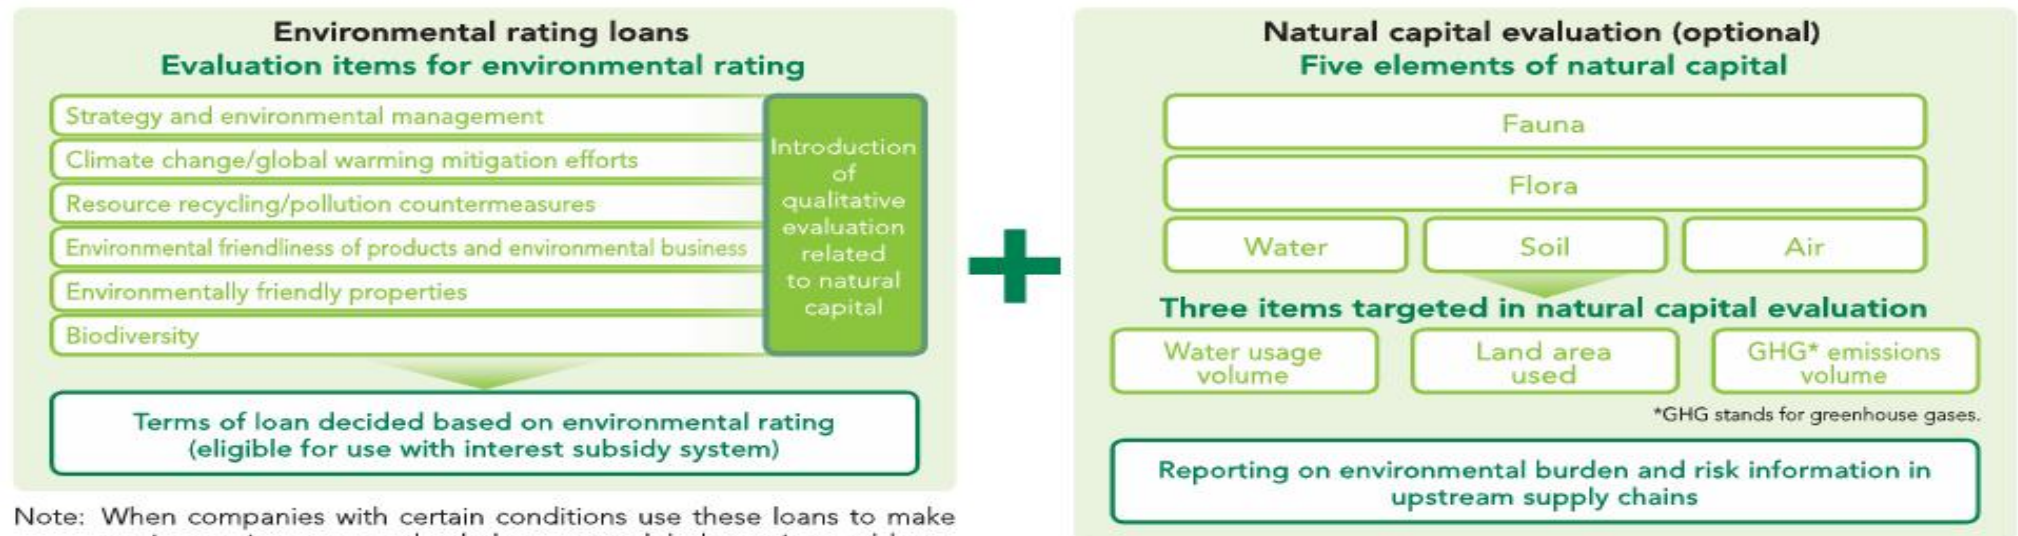 Environmental rating loans
Evaluation items for environmental rating
Strategy and environmental management
Climate change/global warming mitigation efforts
Resource recycling/pollution countermeasures
Environmental friendliness of products and environmental business
Environmentally friendly properties
Biodiversity
Introduction
of
qualitative
evaluation
related
to natural
capital
Terms of loan decided based on environmental rating
(eligible for use with interest subsidy system)
Note: When companies with certain conditions use these loans to make
Natural capital evaluation (optional)
Five elements of natural capital
Fauna
Flora
Water
Soil
Air
Three items targeted in natural capital evaluation
Water usage
volume
Land area
used
GHG* emissions
volume
*GHG stands for greenhouse gases.
Reporting on environmental burden and risk information in
upstream supply chains